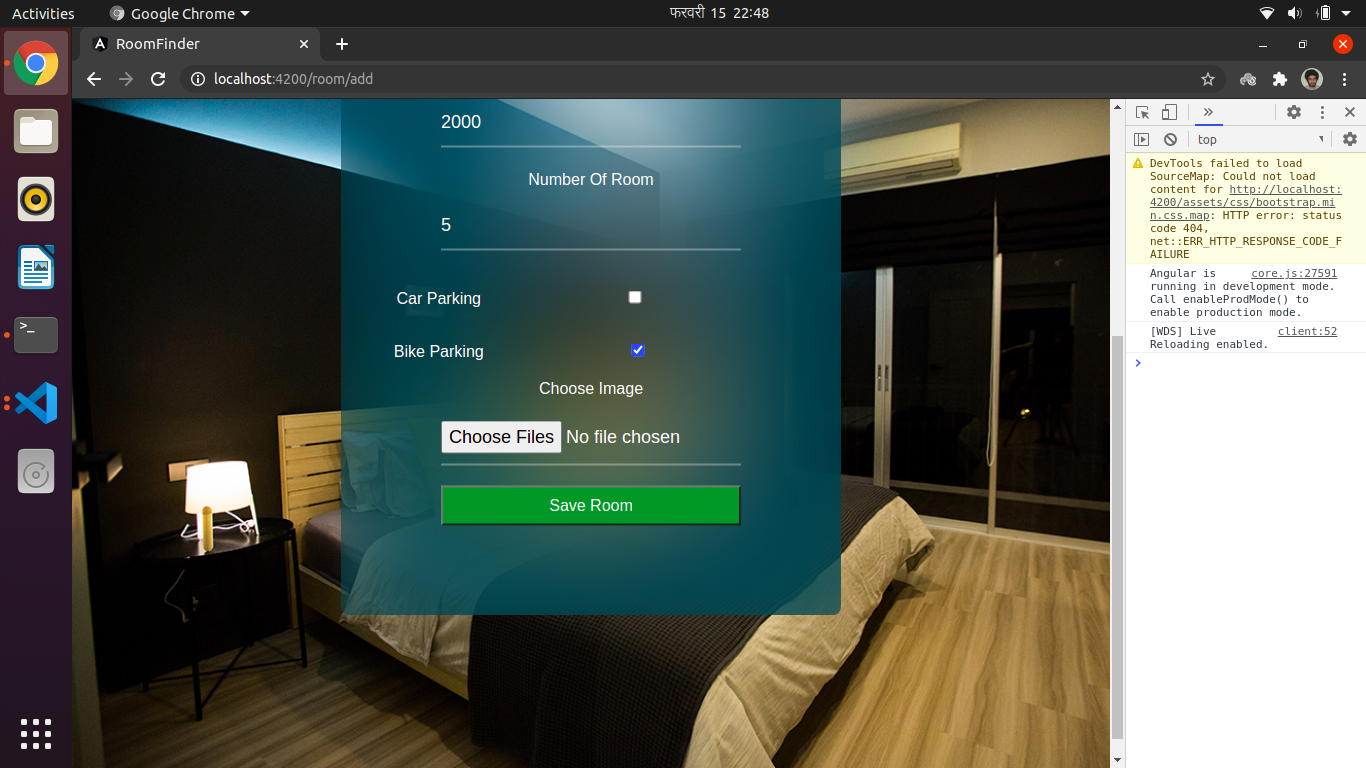 Activities
Google Chrome
फरवरी 15 22:48
RoomFinder
localhost:4200/room/add
2000
Number Of Room
5
Car Parking
Bike Parking
Choose Image
Choose Files No file chosen
Save Room
top
DevTools failed to load
SourceMap: Could not load
content for http://localhost:
4200/assets/css/bootstrap.mi
n.css.map: HTTP error: status
code 404,
net::ERR_HTTP_RESPONSE_CODE_F
AILURE
Angular is core.js:27591
running in development mode.
Call enableProdMode() to
enable production mode.
[WDS] Live client:52
Reloading enabled.